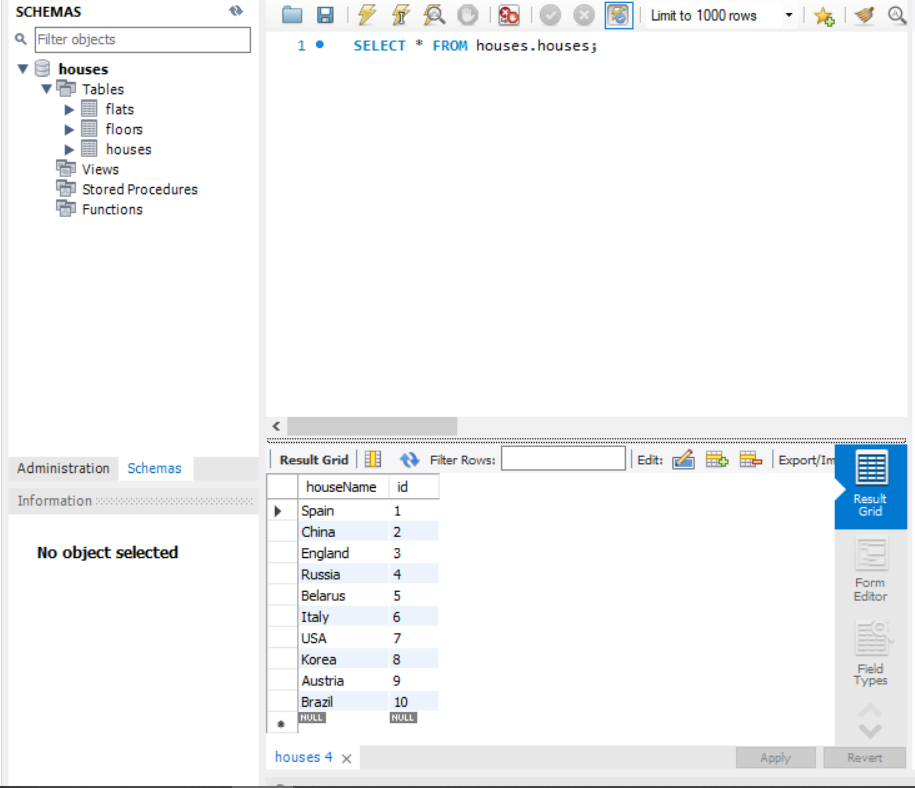 SCHEMAS
Filter objects
houses
Tables
flats
floors
houses
Views
Stored Procedures
Functions
Administration Schemas
Information
No object selected
Limit to 1000 rows
1 SELECT * FROM houses.houses;
Result Grid Filter Rows: Edit: Export/Im
houseName id
Spain 1
China 2
England 3
Russia 4
Belarus 5
Italy 6
USA 7
Korea 8
Austria 9
Brazil 10
NULL NULL
Result
Grid
Form
Editor
Field
Types
houses 4
Apply Revert